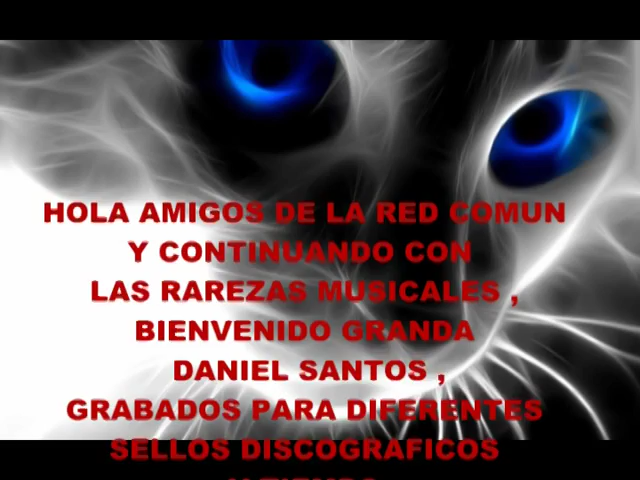 HOLA AMIGOS DE LA RED COMUN
Y CONTINUANDO CON
LAS RAREZAS MUSICALES ,
BIENVENIDO GRANDA
DANIEL SANTOS ,
GRABADOS PARA DIFERENTES
SELLOS DISCOGRAFICOS